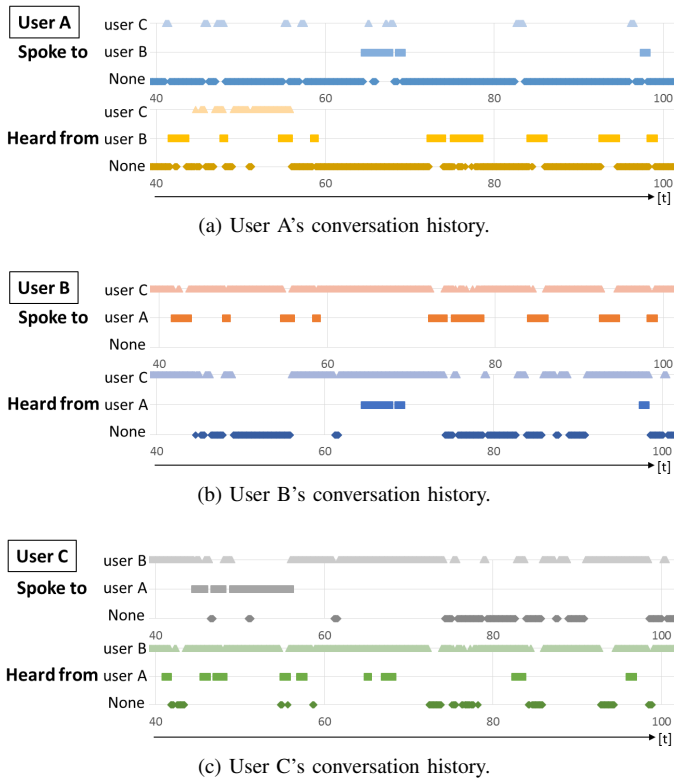 User A
user C
Spoke to user B
None
40 60 80 100
user C
Heard from user B
None
40 60 80 100
[t]
(a) User A's conversation history.
User B
user C
Spoke to user A
None
40 60 80 100
user C
Heard from user A
None
40 60 80 100
[t]
(b) User B's conversation history.
User C
user B
Spoke to user A
None
40 60 80 100
user B
Heard from user A
None
40 60 80 100
[t]
(c) User C's conversation history.